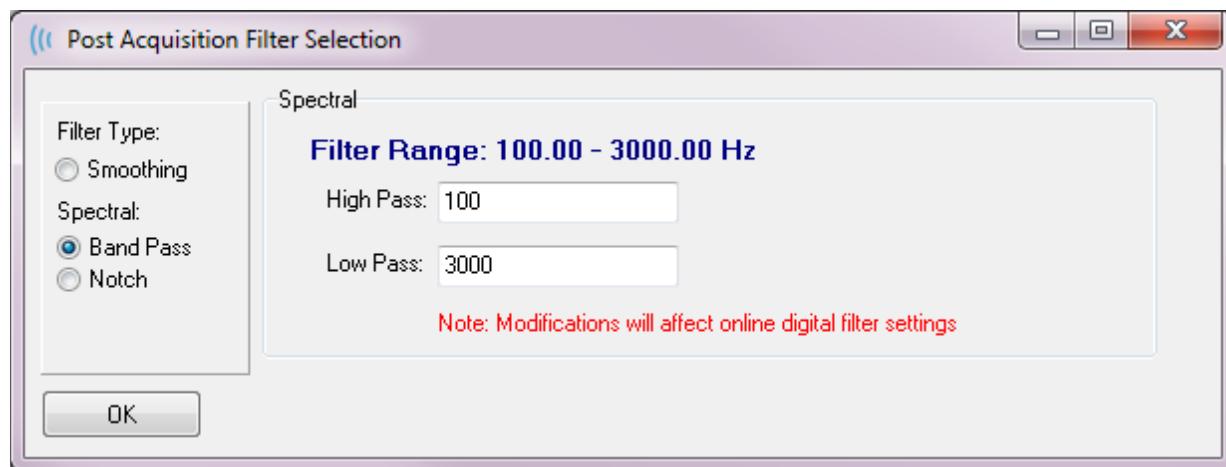 Post Acquisition Filter Selection
Filter Type:
Smoothing
Spectral:
Band Pass
Notch
OK
Spectral
Filter Range: 100.00 - 3000.00 Hz
High Pass: 100
Low Pass: 3000
Note: Modifications will affect online digital filter settings